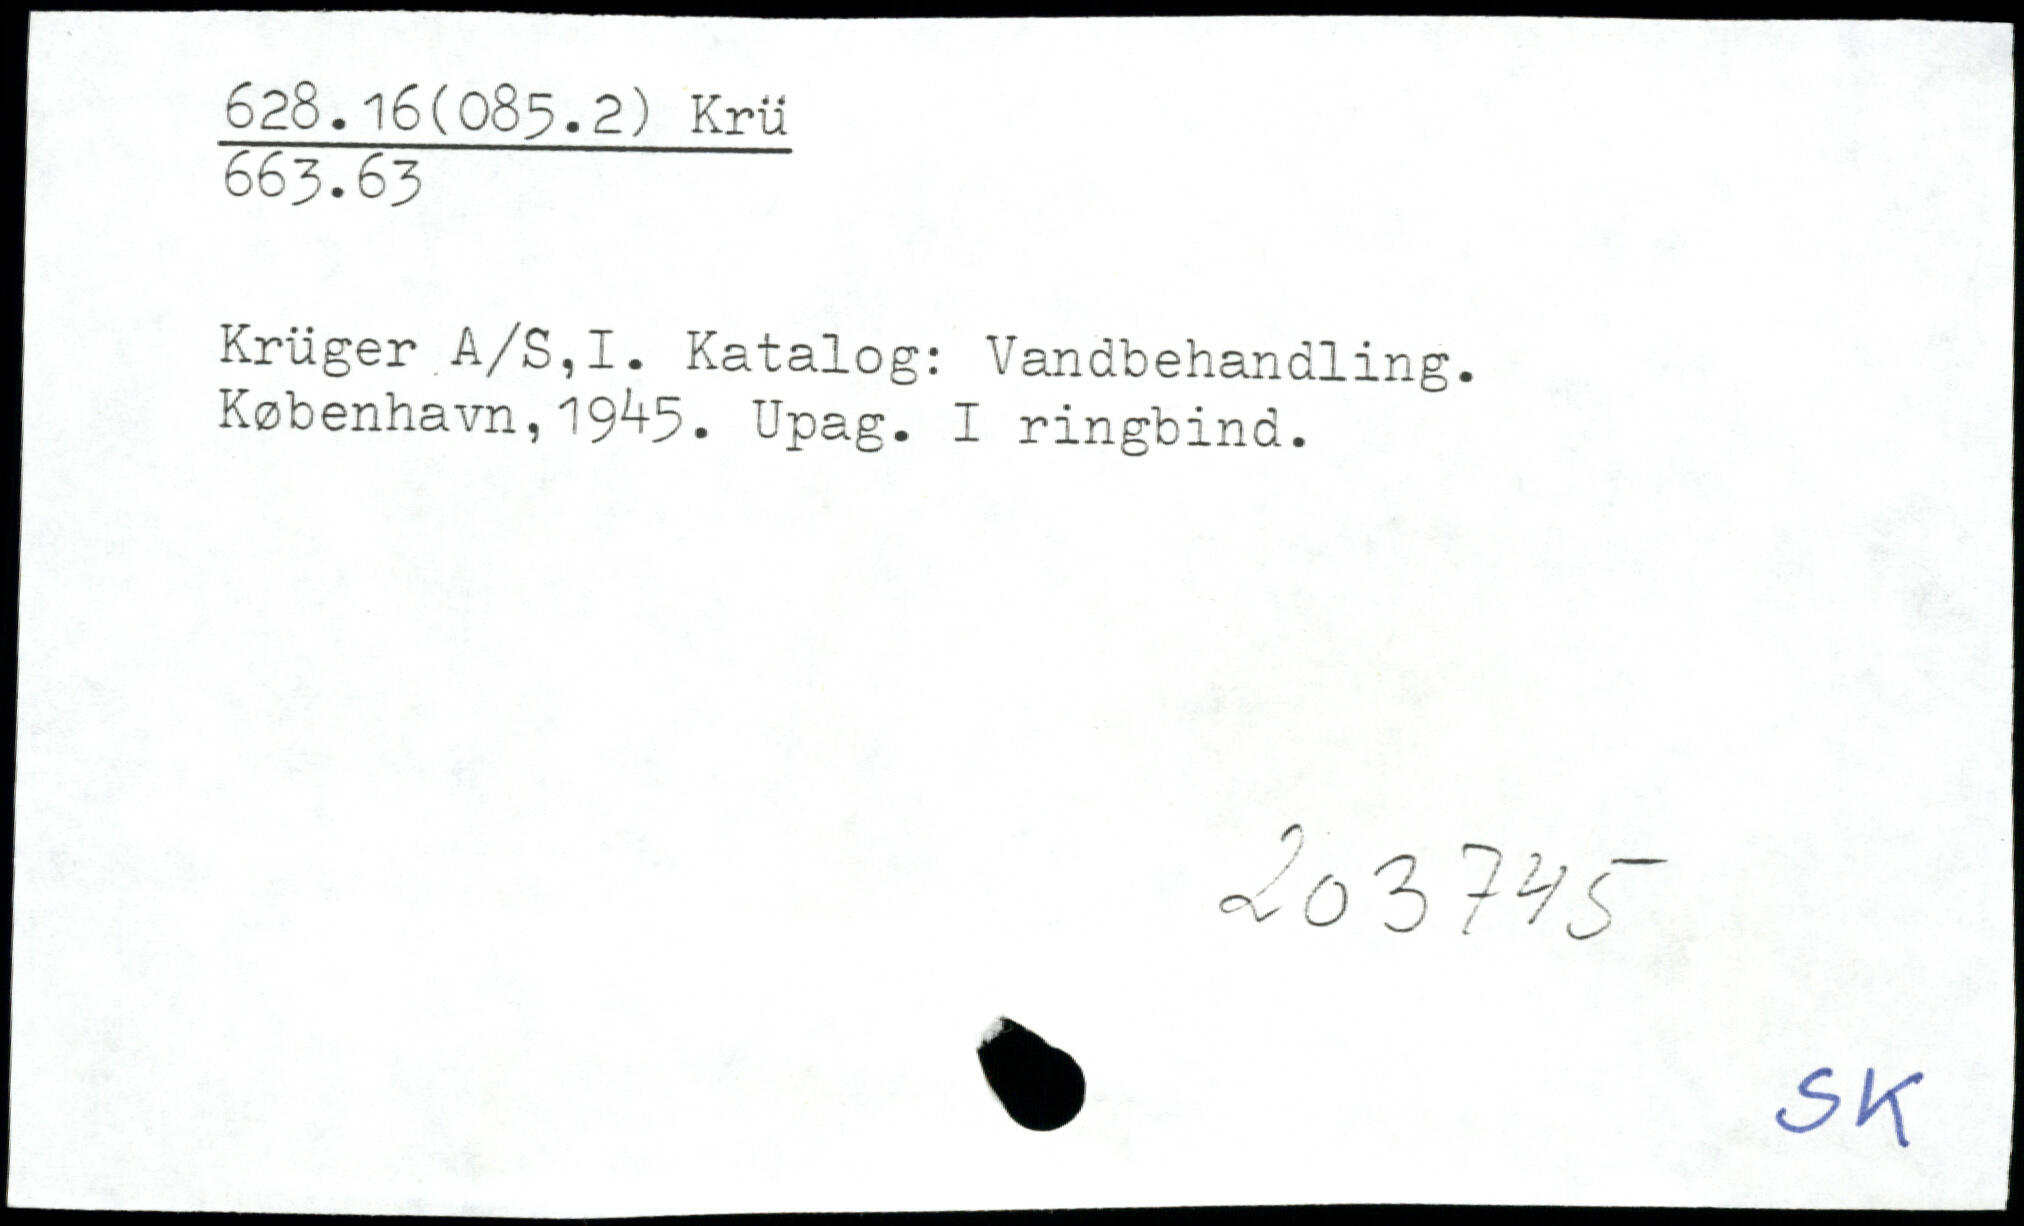 628.16(085.2) Krü
663.63
Krüger A/S,I. Katalog: Vandbehandling.
København,1945. Upag. I ringbind.
203745
SK